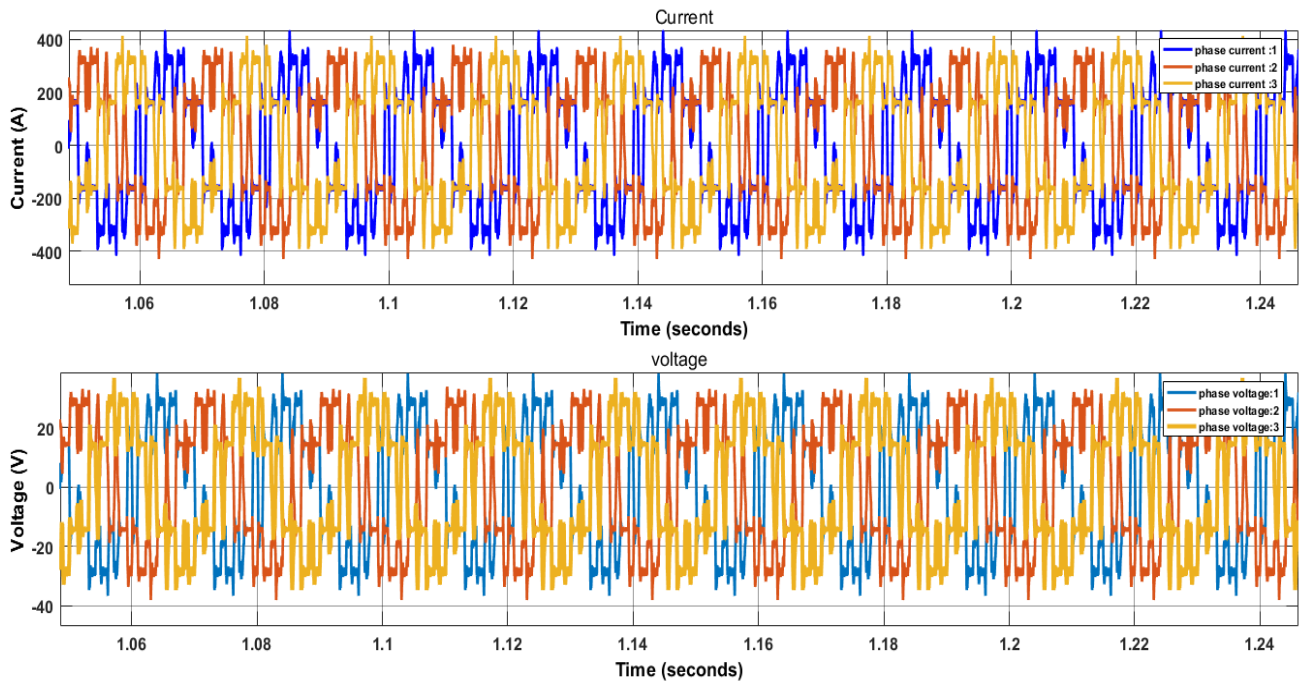 Current
400
200
0
-200
-400
Current (A)
phase current :1
phase current :2
phase current :3
1.06 1.08 1.1 1.12 1.14 1.16 1.18 1.2 1.22 1.24
Time (seconds)
voltage
20
0
-20
-40
Voltage (V)
phase voltage:1
phase voltage:2
phase voltage:3
1.06 1.08 1.1 1.12 1.14 1.16 1.18 1.2 1.22 1.24
Time (seconds)